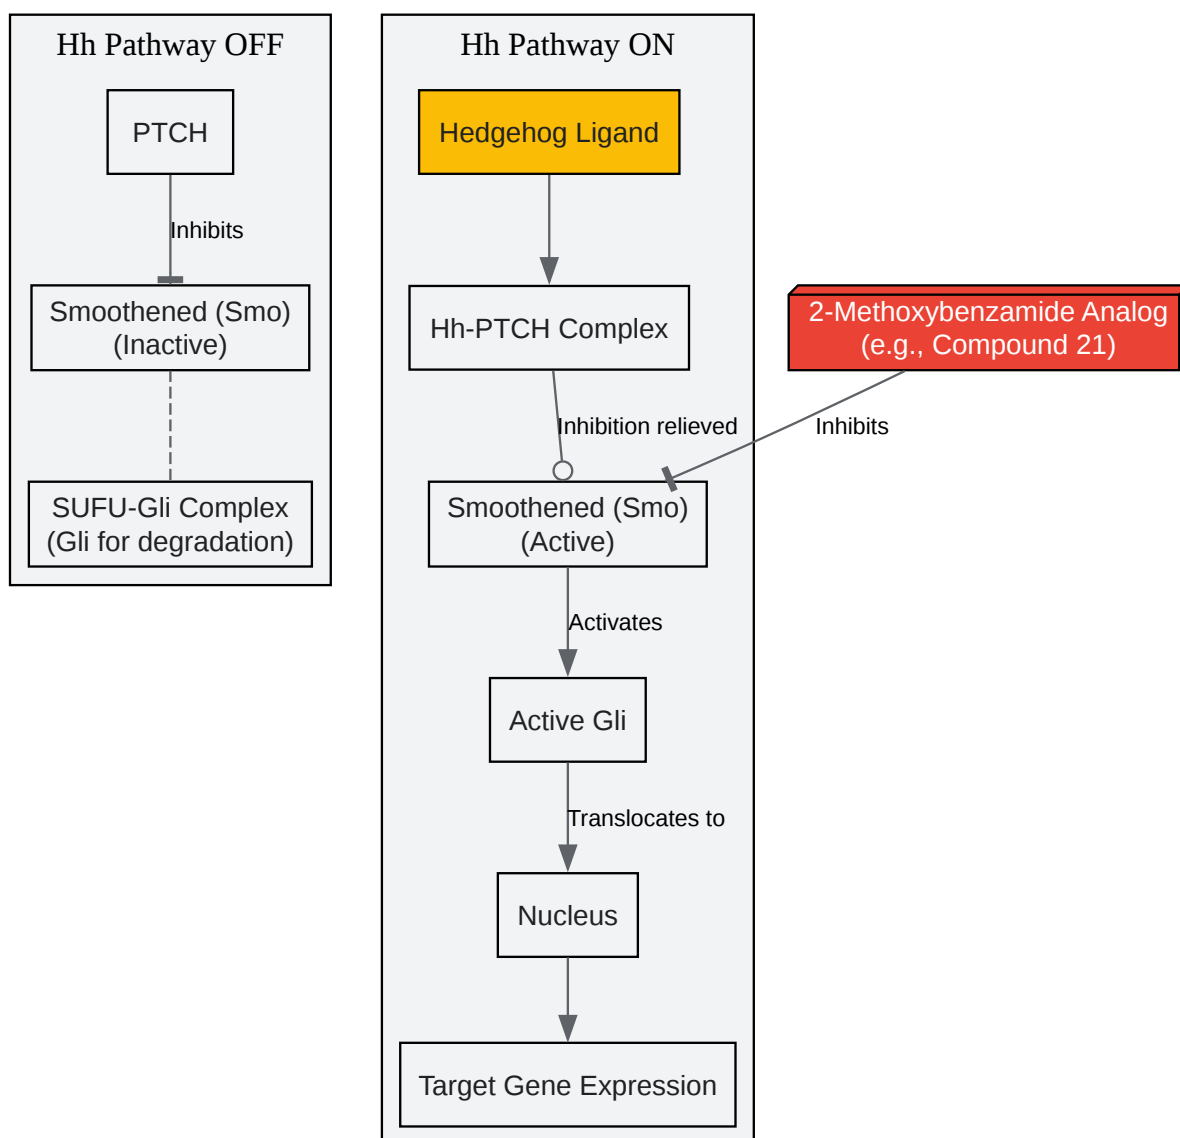 Hh Pathway OFF
PTCH
Inhibits
Smoothened (Smo)
(Inactive)
SUFU-Gli Complex
(Gli for degradation)
Hh Pathway ON
Hedgehog Ligand
Hh-PTCH Complex
Inhibition relieved
Smoothened (Smo)
(Active)
Activates
Active Gli
Translocates to
Nucleus
Target Gene Expression
2-Methoxybenzamide Analog
(e.g., Compound 21)
Inhibits